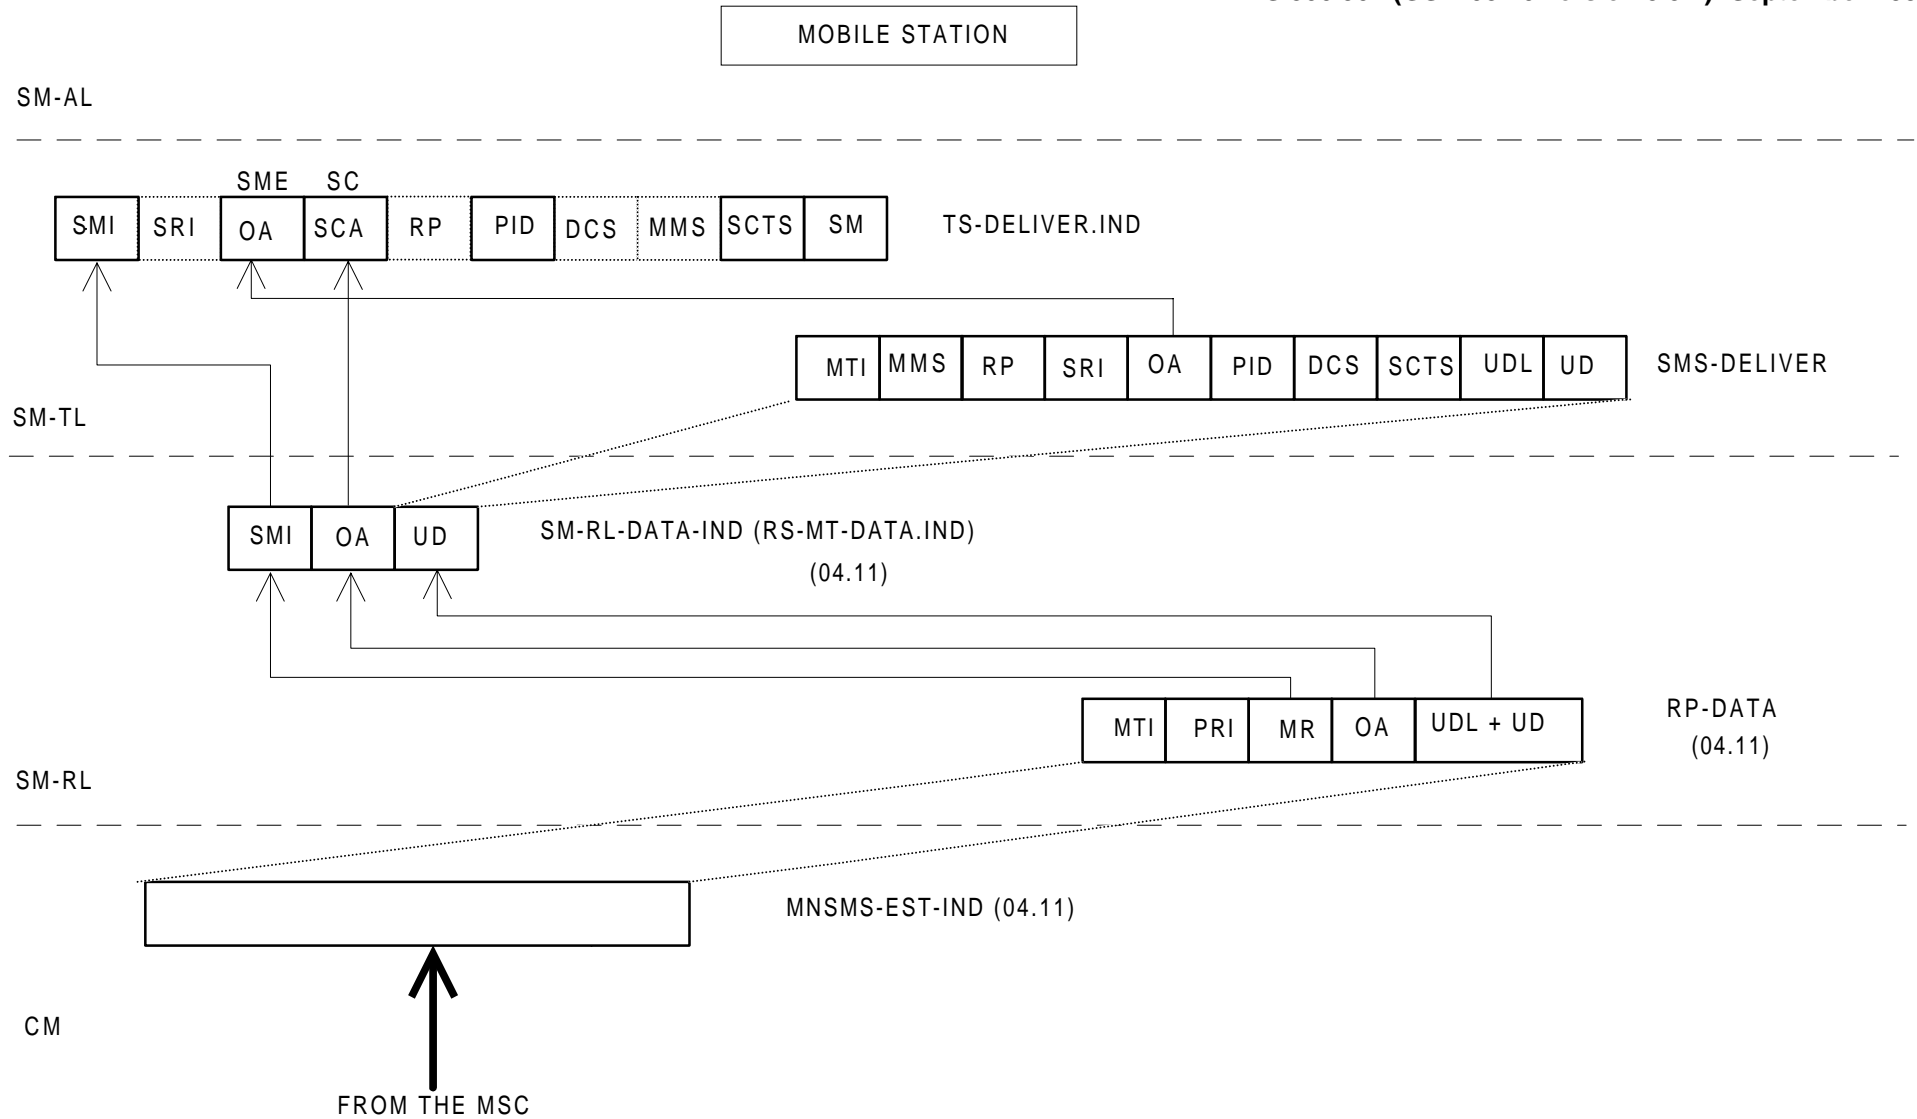 MOBILE STATION
SM-AL
SME SC
SMI SRI OA SCA RP PID DCS MMS SCTS SM TS-DELIVER.IND
MTI MMS RP SRI OA PID DCS SCTS UDL UD SMS-DELIVER
SM-TL
SMI OA UD SM-RL-DATA-IND (RS-MT-DATA.IND)
(04.11)
MTI PRI MR OA UDL + UD RP-DATA
(04.11)
SM-RL
MNSMS-EST-IND (04.11)
CM
FROM THE MSC